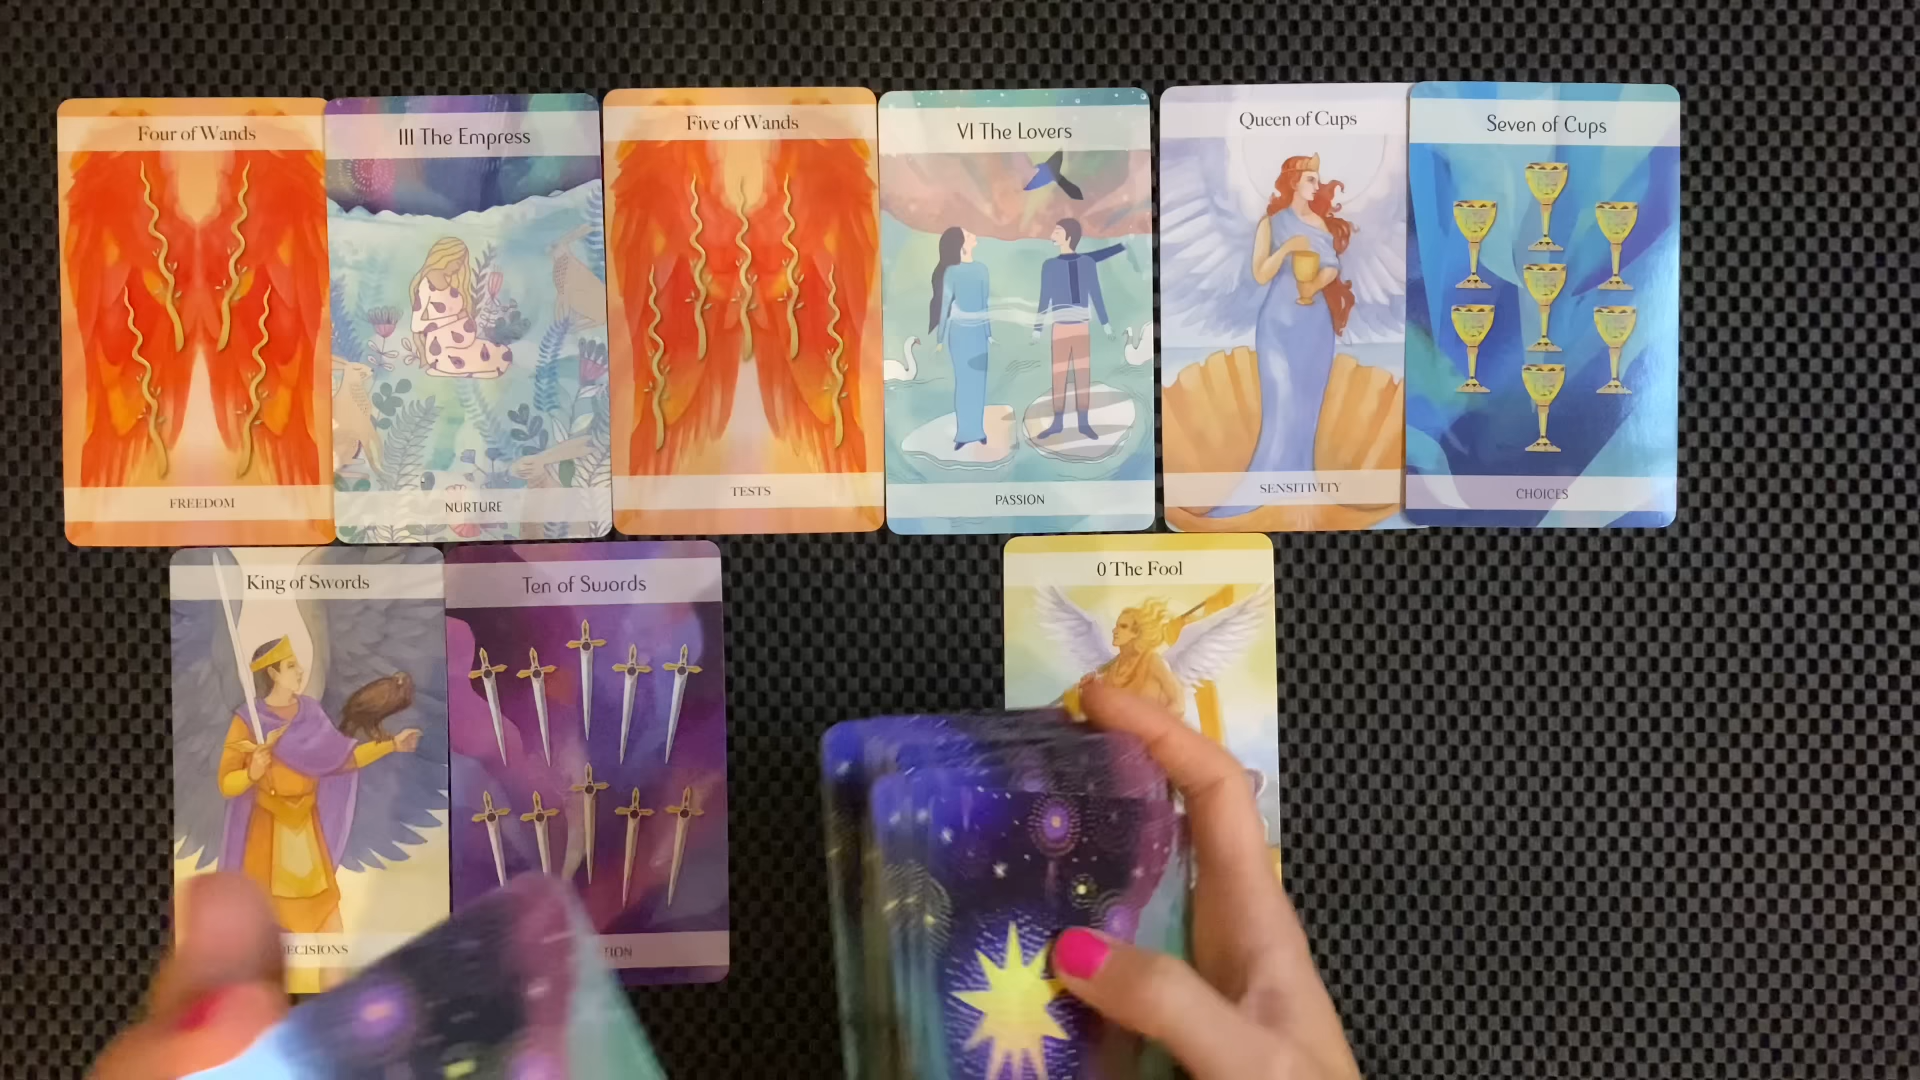 Four of Wands
III The Empress
Five of Wands
VI The Lovers
Queen of Cups
Seven of Cups
FREEDOM
NURTURE
TESTS
PASSION
SENSITIVITY
CHOICES
King of Swords
Ten of Swords
0 The Fool
DECISIONS